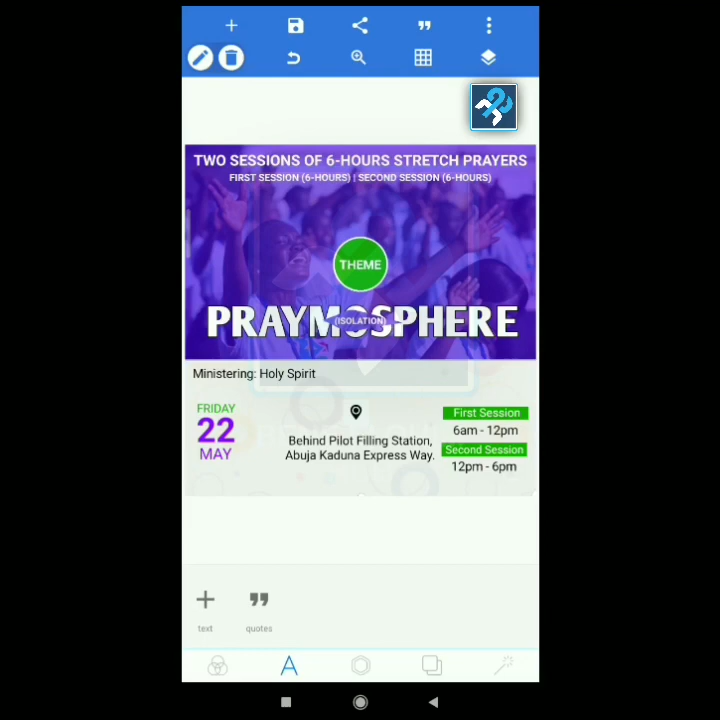 TWO SESSIONS OF 6-HOURS STRETCH PRAYERS
FIRST SESSION (6-HOURS) | SECOND SESSION (6-HOURS)
THEME
PRAYMOSPHERE
(ISOLATION)
Ministering: Holy Spirit
FRIDAY
22
MAY
Behind Pilot Filling Station,
Abuja Kaduna Express Way.
First Session
6am - 12pm
Second Session
12pm - 6pm
text
quotes